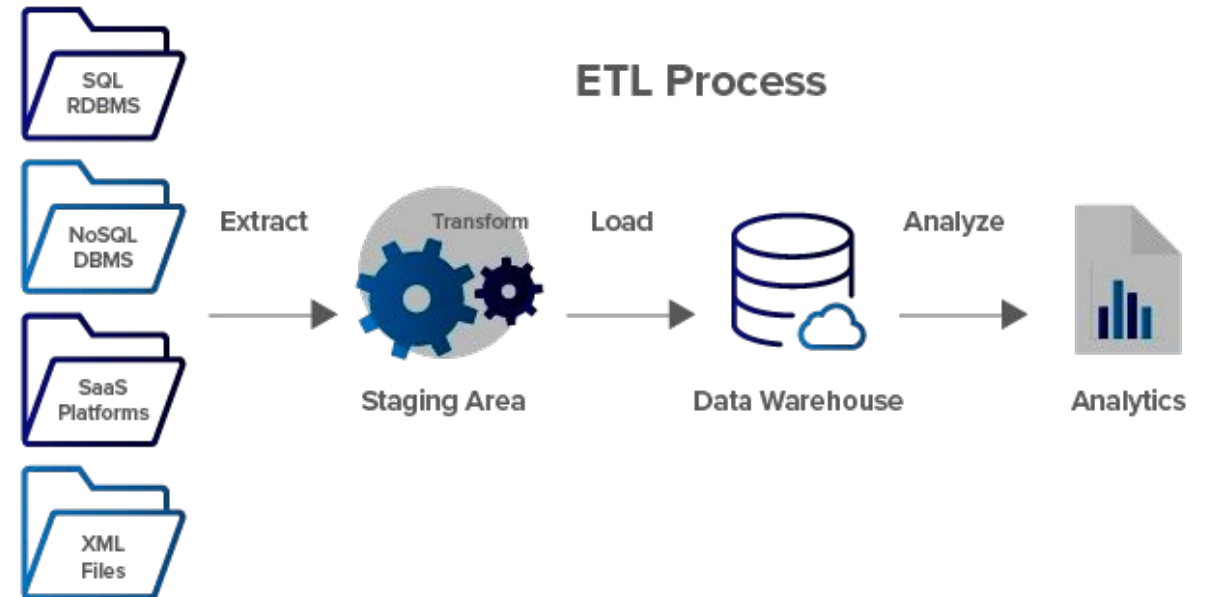 ETL Process
SQL
RDBMS
NoSQL
DBMS
SaaS
Platforms
XML
Files
Extract
Transform
Staging Area
Load
Data Warehouse
Analyze
Analytics